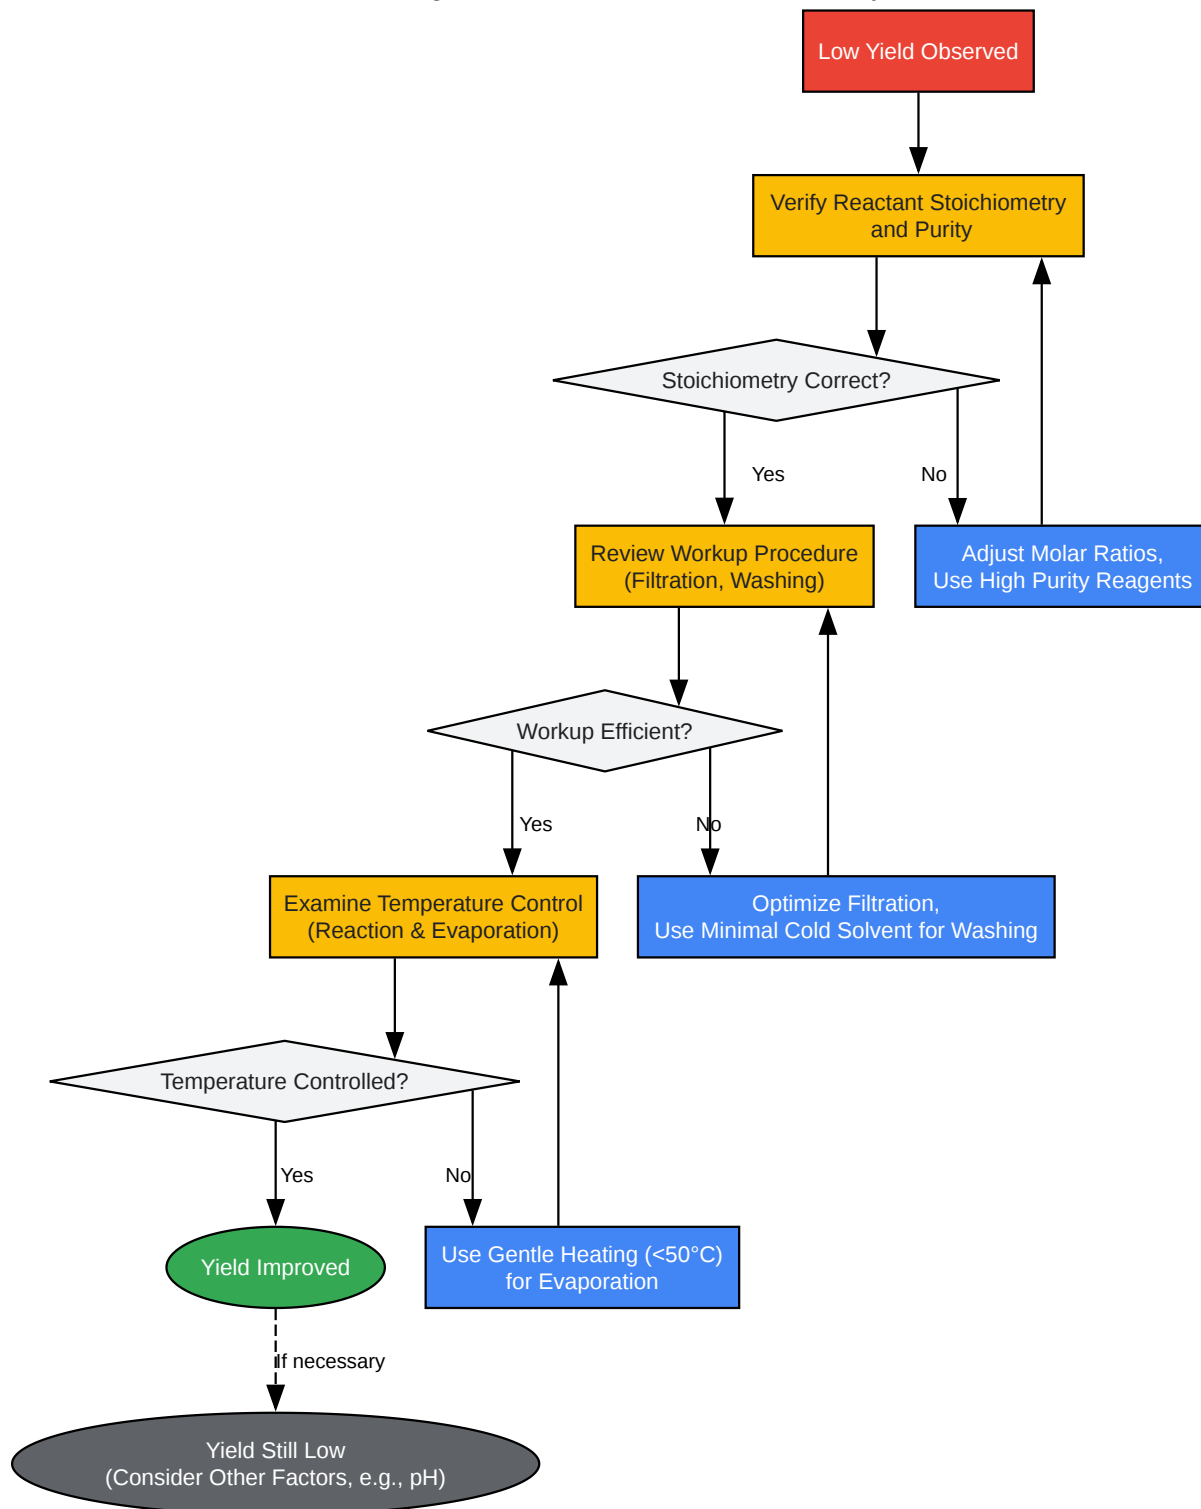 Low Yield Observed
Verify Reactant Stoichiometry
and Purity
Stoichiometry Correct?
Yes
No
Review Workup Procedure
(Filtration, Washing)
Adjust Molar Ratios,
Use High Purity Reagents
Workup Efficient?
Yes
No
Examine Temperature Control
(Reaction & Evaporation)
Optimize Filtration,
Use Minimal Cold Solvent for Washing
Temperature Controlled?
Yes
No
Yield Improved
Use Gentle Heating (<50°C)
for Evaporation
If necessary
Yield Still Low
(Consider Other Factors, e.g., pH)